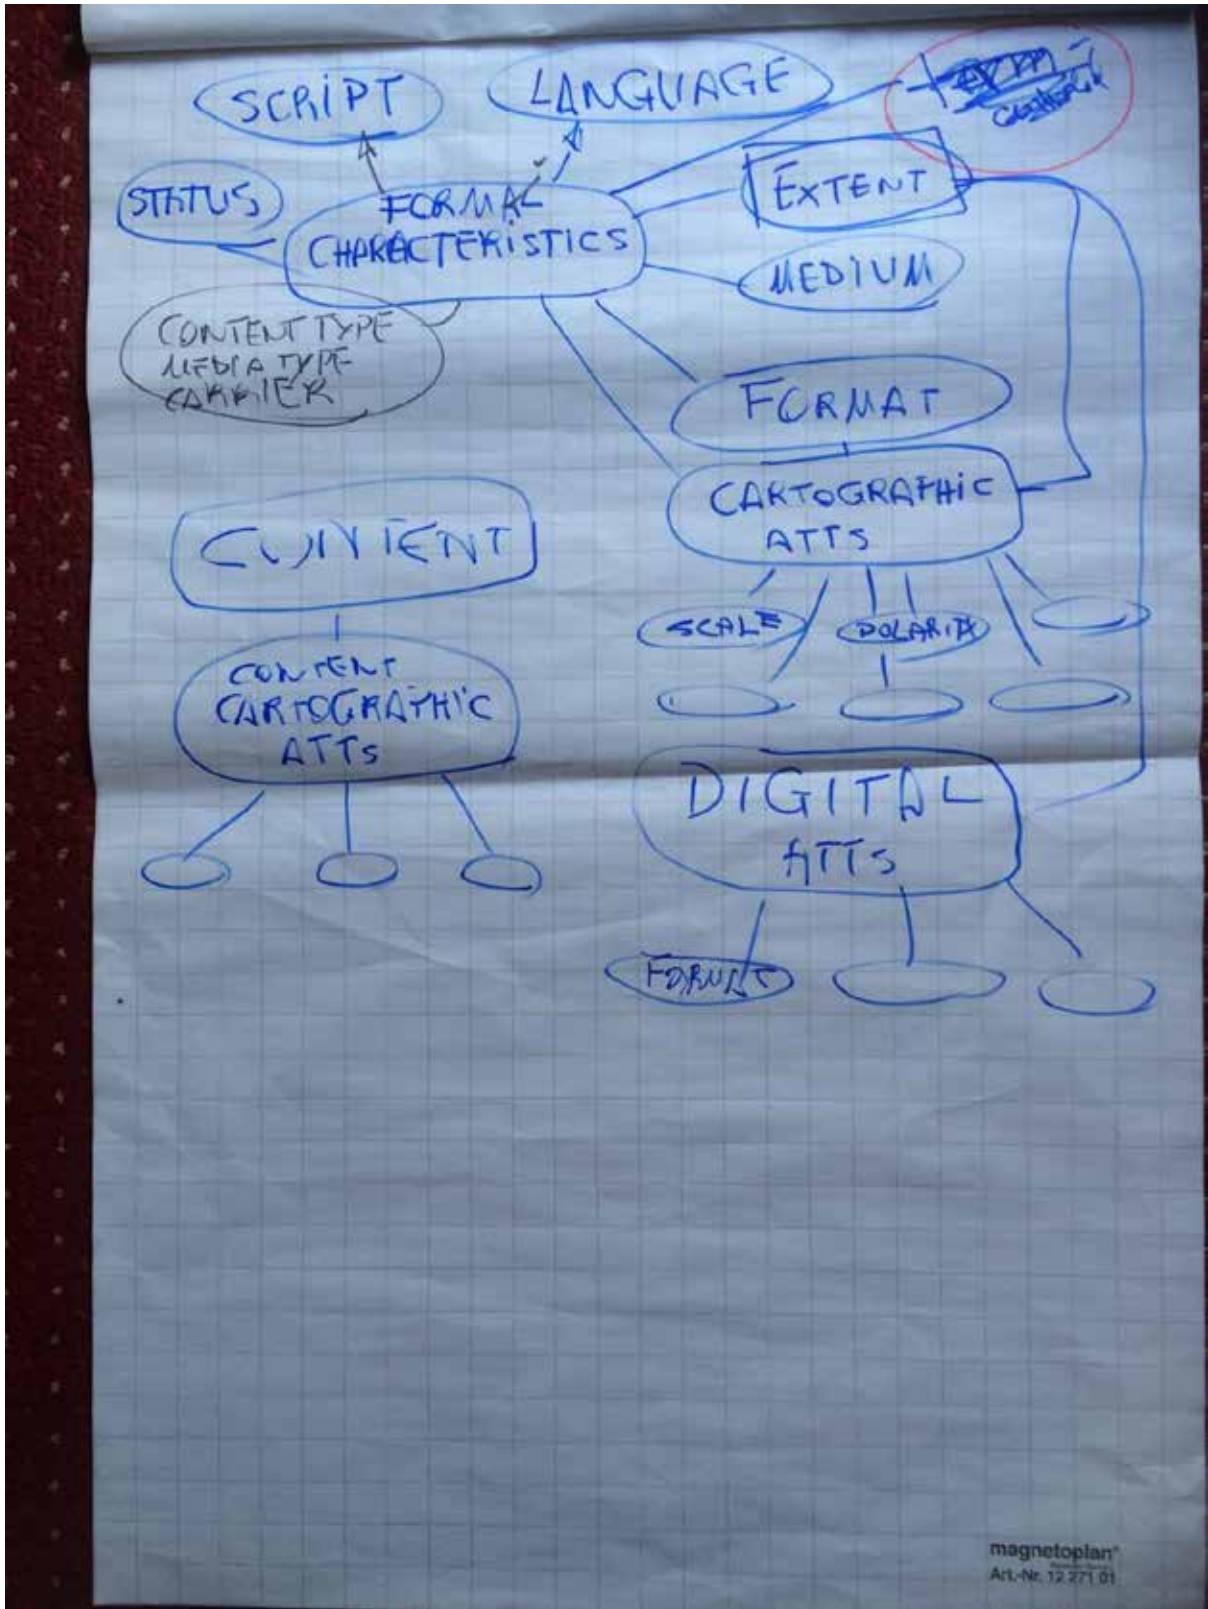 SCRIPT
LANGUAGE
STATUS
FORMAL
CHARACTERISTICS
EXTENT
MEDIUM
CONTENT TYPE
MEDIA TYPE
CARRIER
FORMAT
CARTOGRAPHIC
ATTS
CONTENT
SCALE
POLARITY
CONTENT
CARTOGRAPHIC
ATTS
DIGITAL
ATTS
FORMAT
magnetoplan®
Art.-Nr. 12 271 01